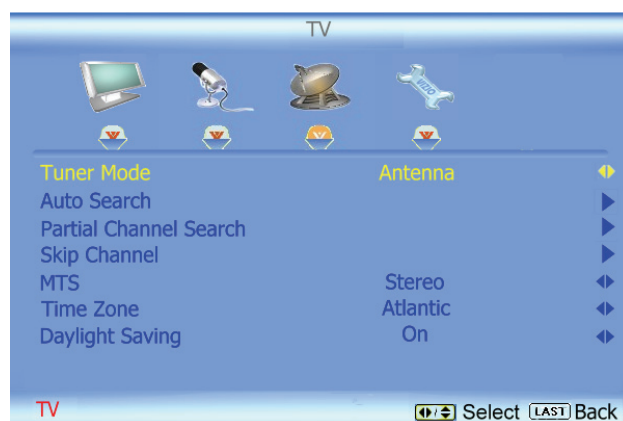 TV
VIZIO
Tuner Mode Antenna
Auto Search
Partial Channel Search
Skip Channel
MTS Stereo
Time Zone Atlantic
Daylight Saving On
TV Select LAST Back